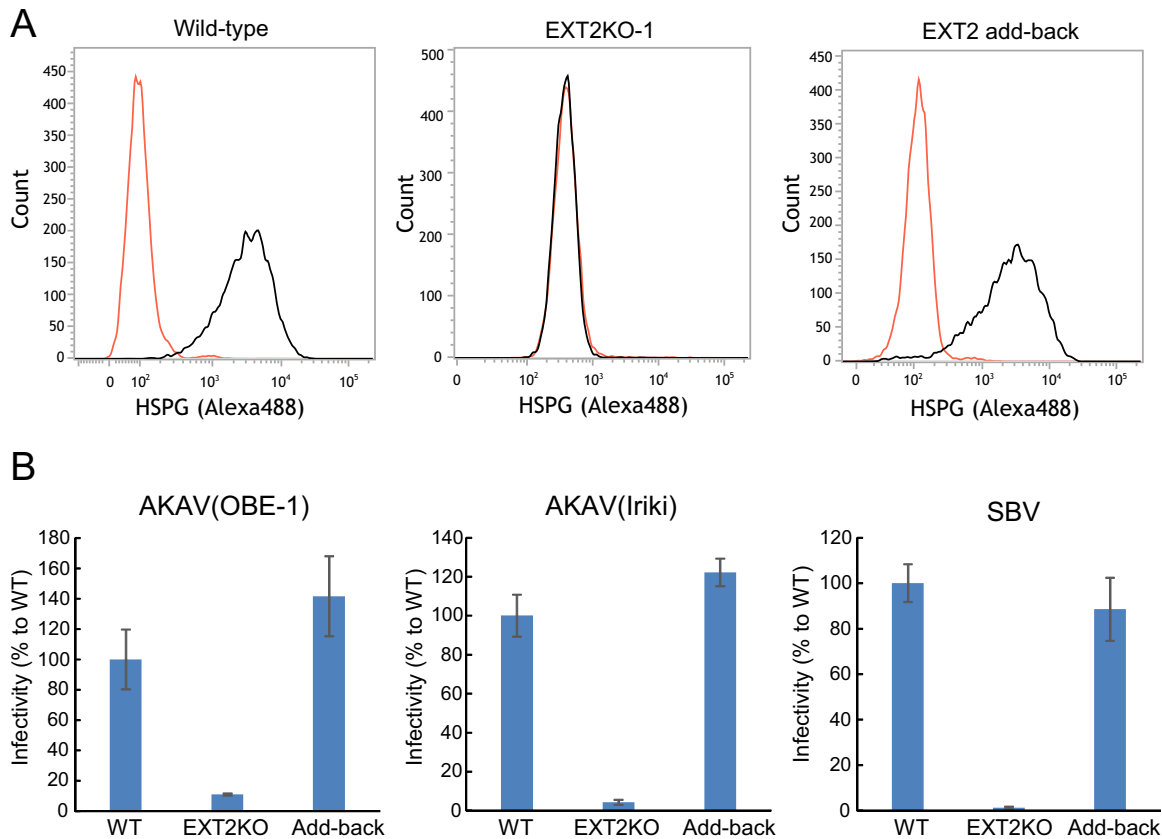 A
Wild-type
EXT2KO-1
EXT2 add-back
Count
450
400
350
300
250
200
150
100
50
0
0 10² 10³ 10⁴ 10⁵
HSPG (Alexa488)
Count
500
400
300
200
100
0
0 10² 10³ 10⁴ 10⁵
HSPG (Alexa488)
Count
450
400
350
300
250
200
150
100
50
0
0 10² 10³ 10⁴ 10⁵
HSPG (Alexa488)
B
AKAV(OBE-1)
Infectivity (% to WT)
180
160
140
120
100
80
60
40
20
0
WT EXT2KO Add-back
AKAV(Iriki)
Infectivity (% to WT)
140
120
100
80
60
40
20
0
WT EXT2KO Add-back
SBV
Infectivity (% to WT)
120
100
80
60
40
20
0
WT EXT2KO Add-back